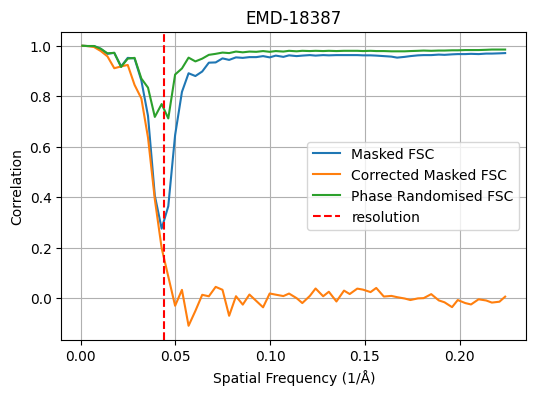 EMD-18387
1.0
0.8
0.6
0.4
0.2
0.0
Correlation
Masked FSC
Corrected Masked FSC
Phase Randomised FSC
resolution
0.00 0.05 0.10 0.15 0.20
Spatial Frequency (1/Å)